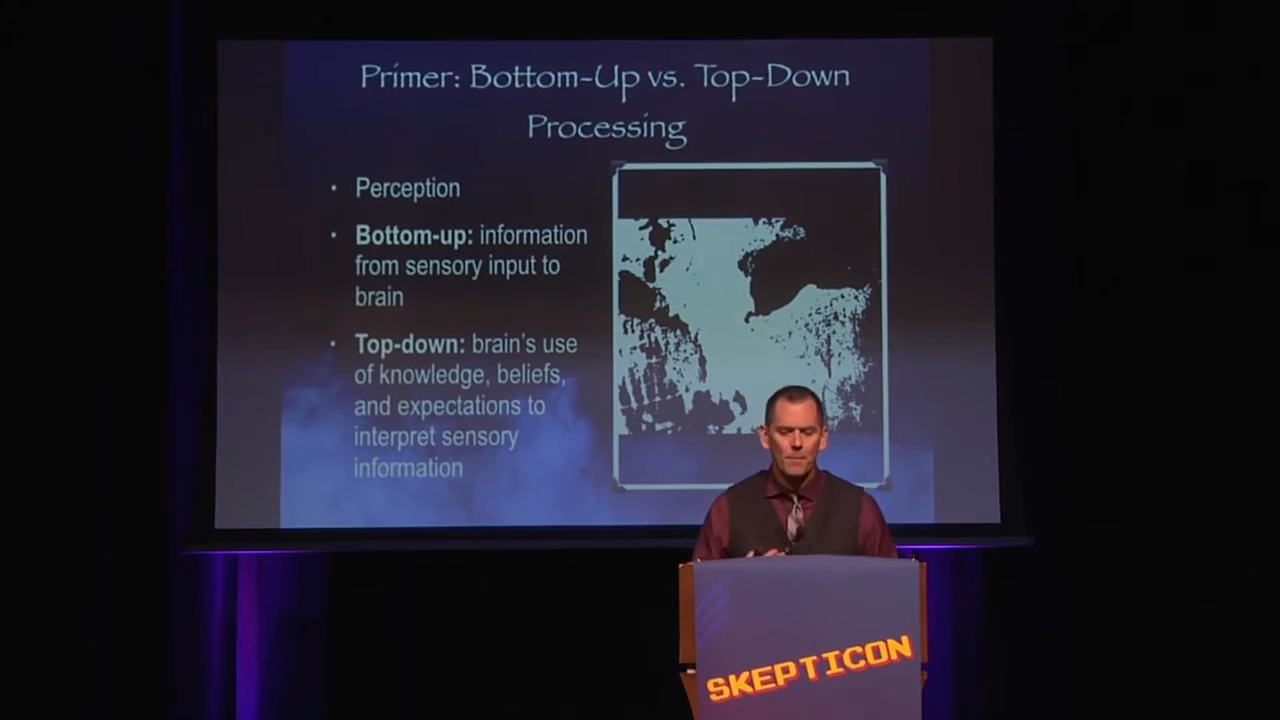 Primer: Bottom-Up vs. Top-Down
Processing
• Perception
• Bottom-up: information
from sensory input to
brain
• Top-down: brain's use
of knowledge, beliefs,
and expectations to
interpret sensory
information
SKEPTICON